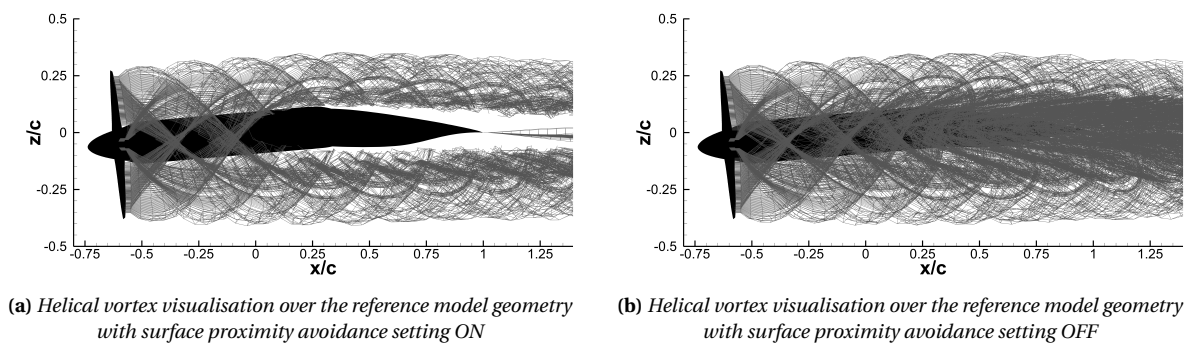 0.5
0.25
0
-0.25
-0.5
z/c
-0.75 -0.5 -0.25 0 0.25 0.5 0.75 1 1.25
x/c
(a) Helical vortex visualisation over the reference model geometry
with surface proximity avoidance setting ON
0.5
0.25
0
-0.25
-0.5
z/c
-0.75 -0.5 -0.25 0 0.25 0.5 0.75 1 1.25
x/c
(b) Helical vortex visualisation over the reference model geometry
with surface proximity avoidance setting OFF